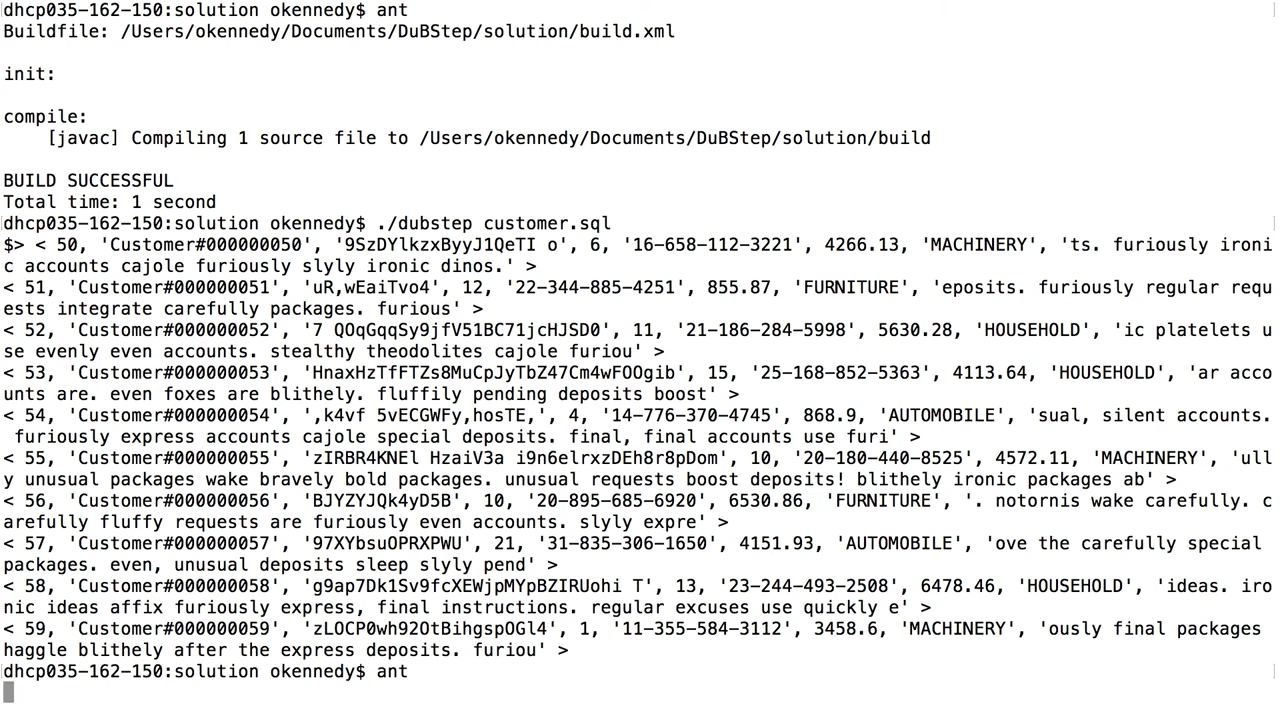 dhcp035-162-150:solution okennedy$ ant
Buildfile: /Users/okennedy/Documents/DuBStep/solution/build.xml
init:
compile:
[javac] Compiling 1 source file to /Users/okennedy/Documents/DuBStep/solution/build
BUILD SUCCESSFUL
Total time: 1 second
dhcp035-162-150:solution okennedy$ ./dubstep customer.sql
$> < 50, 'Customer#000000050', '9SzDYlkzxByyJ1QeTI o', 6, '16-658-112-3221', 4266.13, 'MACHINERY', 'ts. furiously ironi
c accounts cajole furiously slyly ironic dinos.' >
< 51, 'Customer#000000051', 'uR,wEaiTvo4', 12, '22-344-885-4251', 855.87, 'FURNITURE', 'eposits. furiously regular requ
ests integrate carefully packages. furious' >
< 52, 'Customer#000000052', '7 QOqGqqSy9jfV51BC71jcHJSD0', 11, '21-186-284-5998', 5630.28, 'HOUSEHOLD', 'ic platelets u
se evenly even accounts. stealthy theodolites cajole furiou' >
< 53, 'Customer#000000053', 'HnaxHzTfFTZs8MuCpJyTbZ47Cm4wFOOgib', 15, '25-168-852-5363', 4113.64, 'HOUSEHOLD', 'ar acco
unts are. even foxes are blithely. fluffily pending deposits boost' >
< 54, 'Customer#000000054', ',k4vf 5vECGWFy,hosTE,', 4, '14-776-370-4745', 868.9, 'AUTOMOBILE', 'sual, silent accounts.
furiously express accounts cajole special deposits. final, final accounts use furi' >
< 55, 'Customer#000000055', 'zIRBR4KNEl HzaiV3a i9n6elrxzDEh8r8pDom', 10, '20-180-440-8525', 4572.11, 'MACHINERY', 'ull
y unusual packages wake bravely bold packages. unusual requests boost deposits! blithely ironic packages ab' >
< 56, 'Customer#000000056', 'BJYZYJQk4yD5B', 10, '20-895-685-6920', 6530.86, 'FURNITURE', '. notornis wake carefully. c
arefully fluffy requests are furiously even accounts. slyly expre' >
< 57, 'Customer#000000057', '97XYbsuOPRXPWU', 21, '31-835-306-1650', 4151.93, 'AUTOMOBILE', 'ove the carefully special
packages. even, unusual deposits sleep slyly pend' >
< 58, 'Customer#000000058', 'g9ap7Dk1Sv9fcXEWjpMYpBZIRUohi T', 13, '23-244-493-2508', 6478.46, 'HOUSEHOLD', 'ideas. iro
nic ideas affix furiously express, final instructions. regular excuses use quickly e' >
< 59, 'Customer#000000059', 'zLOCP0wh92OtBihgspOGl4', 1, '11-355-584-3112', 3458.6, 'MACHINERY', 'ously final packages
haggle blithely after the express deposits. furiou' >
dhcp035-162-150:solution okennedy$ ant